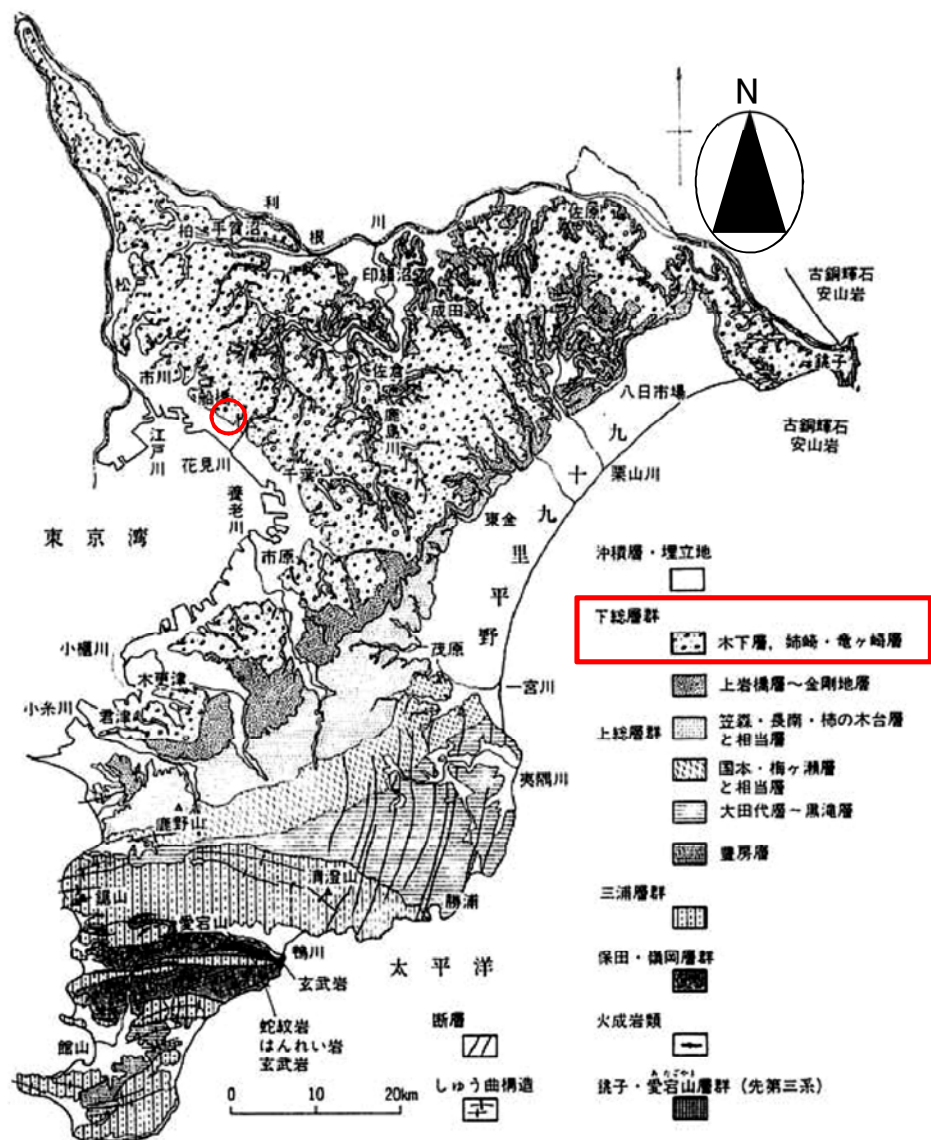 N
利
根
川
柏
手賀沼
佐原
印旛沼
成田
松
古銅輝石
安山岩
銚子
市川
船橋
佐倉
鹿島川
八日市場
江戸川
花見川
千葉
古銅輝石
安山岩
九
十
九
里
平
野
栗山川
東金
養老川
東京湾
市原
沖積層・埋立地
下総層群
木下層，姉崎・竜ヶ崎層
小櫃川
木更津
茂原
一宮川
上岩橋層〜金剛地層
小糸川
君津
上総層群
笠森・長南・柿の木台層
と相当層
国本・梅ヶ瀬層
と相当層
夷隅川
大田代層〜黒滝層
鹿野山
豊房層
清澄山
鋸山
勝浦
三浦層群
愛宕山
鴨川
太平洋
保田・嶺岡層群
玄武岩
蛇紋岩
はんれい岩
玄武岩
断層
火成岩類
館山
しゅう曲構造
あたごやま
銚子・愛宕山層群（先第三系）
0 10 20km